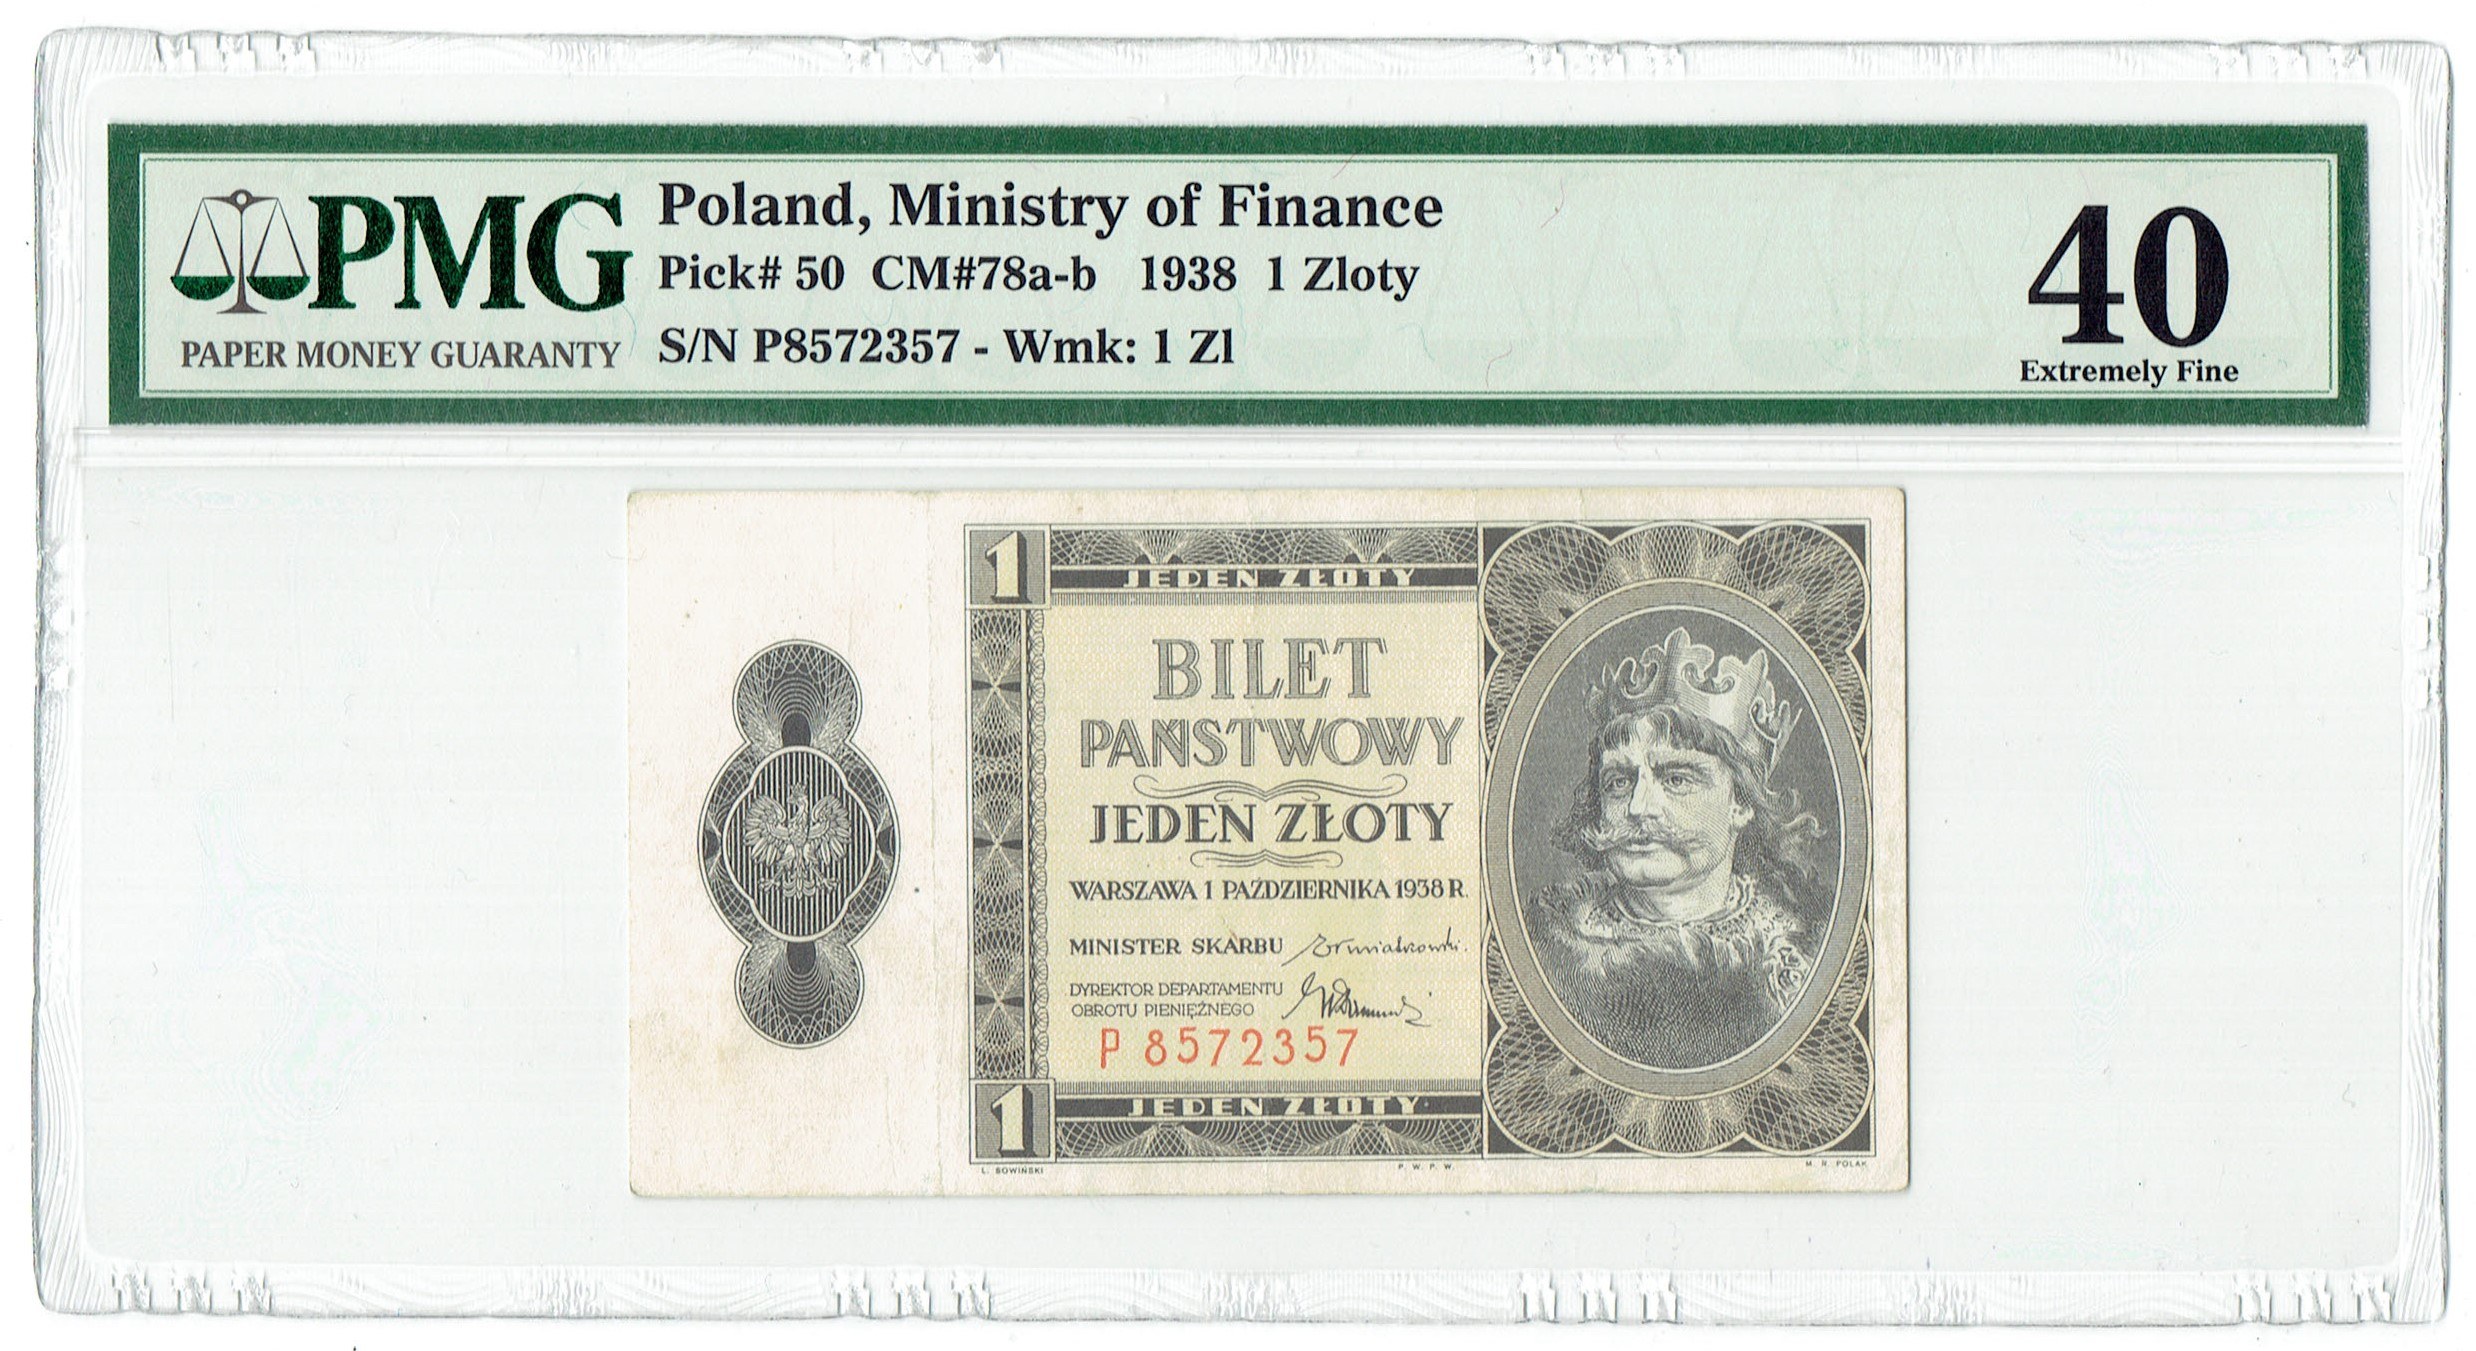 PMG
PAPER MONEY GUARANTY
Poland, Ministry of Finance
Pick# 50 CM#78a-b 1938 1 Zloty
S/N P8572357 - Wmk: 1 Zl
40
Extremely Fine
1
JEDEN ZŁOTY
BILET
PAŃSTWOWY
JEDEN ZŁOTY
WARSZAWA 1 PAŹDZIERNIKA 1938 R.
MINISTER SKARBU
DYREKTOR DEPARTAMENTU
OBROTU PIENIĘŻNEGO
P 8572357
1
JEDEN ZŁOTY
L. SOWIŃSKI
P. W. P. W.
M. R. POLAK